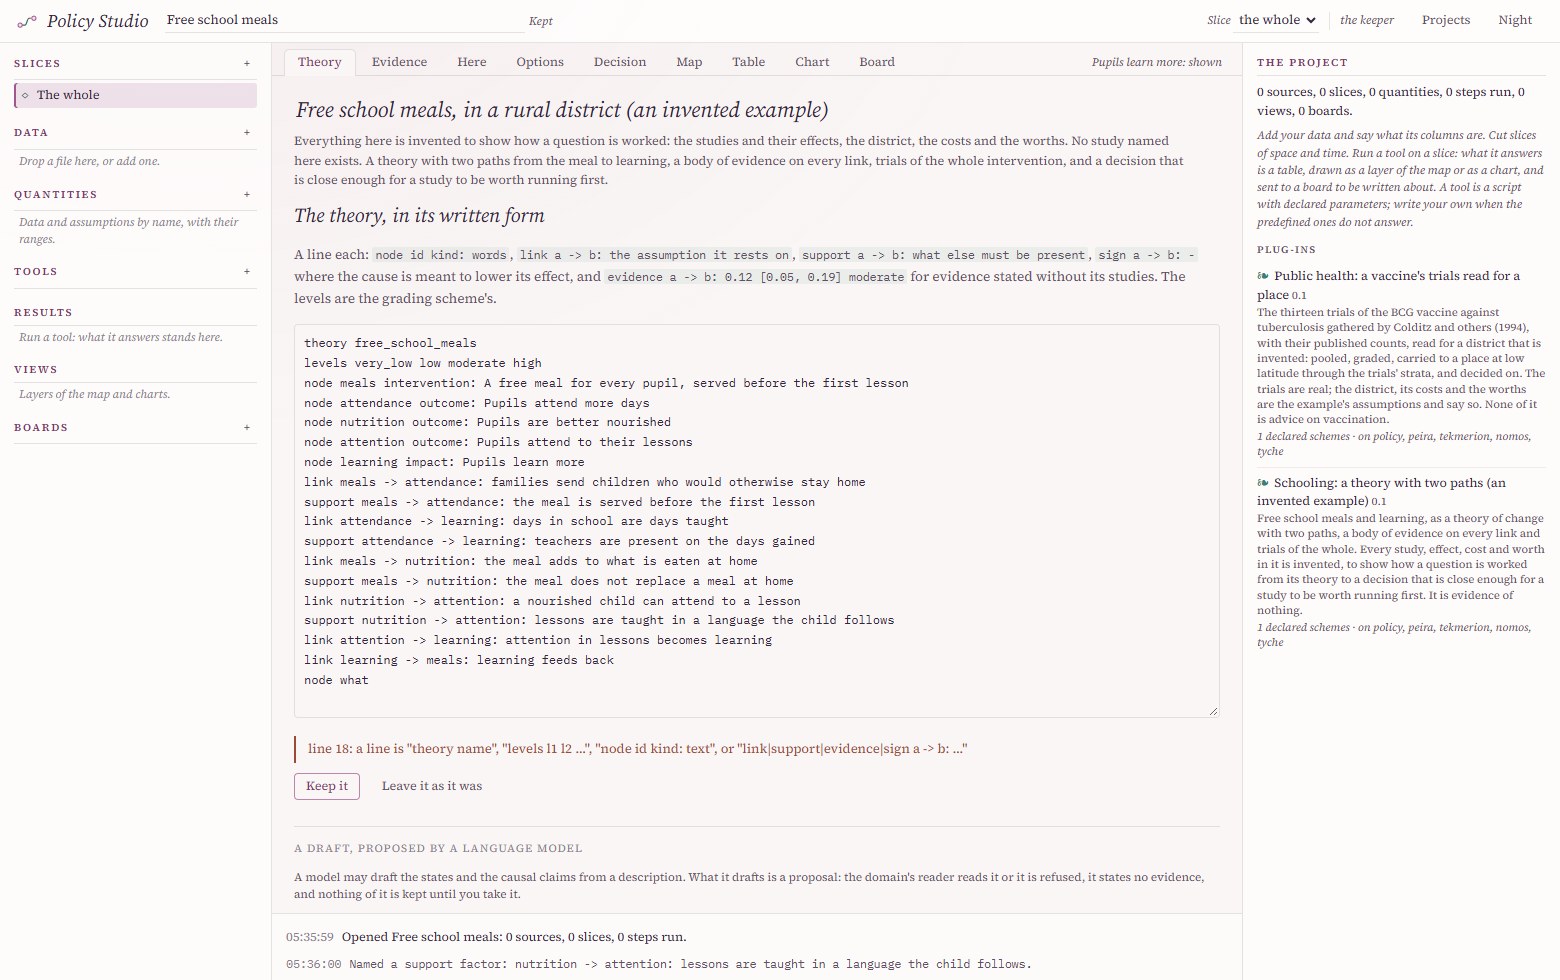 Policy Studio
Free school meals
Kept
Slice the whole
the keeper
Projects
Night
SLICES +
The whole
DATA +
Drop a file here, or add one.
QUANTITIES +
Data and assumptions by name, with their
ranges.
TOOLS +
RESULTS
Run a tool: what it answers stands here.
VIEWS
Layers of the map and charts.
BOARDS +
Theory
Evidence
Here
Options
Decision
Map
Table
Chart
Board
Pupils learn more: shown
Free school meals, in a rural district (an invented example)
Everything here is invented to show how a question is worked: the studies and their effects, the district, the costs and the worths. No study named
here exists. A theory with two paths from the meal to learning, a body of evidence on every link, trials of the whole intervention, and a decision that
is close enough for a study to be worth running first.
The theory, in its written form
A line each: node id kind: words, link a -> b: the assumption it rests on, support a -> b: what else must be present, sign a -> b: -
where the cause is meant to lower its effect, and evidence a -> b: 0.12 [0.05, 0.19] moderate for evidence stated without its studies. The
levels are the grading scheme's.
theory free_school_meals
levels very_low low moderate high
node meals intervention: A free meal for every pupil, served before the first lesson
node attendance outcome: Pupils attend more days
node nutrition outcome: Pupils are better nourished
node attention outcome: Pupils attend to their lessons
node learning impact: Pupils learn more
link meals -> attendance: families send children who would otherwise stay home
support meals -> attendance: the meal is served before the first lesson
link attendance -> learning: days in school are days taught
support attendance -> learning: teachers are present on the days gained
link meals -> nutrition: the meal adds to what is eaten at home
support meals -> nutrition: the meal does not replace a meal at home
link nutrition -> attention: a nourished child can attend to a lesson
support nutrition -> attention: lessons are taught in a language the child follows
link attention -> learning: attention in lessons becomes learning
link learning -> meals: learning feeds back
node what
line 18: a line is "theory name", "levels l1 l2 ...", "node id kind: text", or "link|support|evidence|sign a -> b: ..."
Keep it
Leave it as it was
A DRAFT, PROPOSED BY A LANGUAGE MODEL
A model may draft the states and the causal claims from a description. What it drafts is a proposal: the domain's reader reads it or it is refused, it states no evidence,
and nothing of it is kept until you take it.
05:35:59 Opened Free school meals: 0 sources, 0 slices, 0 steps run.
05:36:00 Named a support factor: nutrition -> attention: lessons are taught in a language the child follows.
THE PROJECT
0 sources, 0 slices, 0 quantities, 0 steps run, 0
views, 0 boards.
Add your data and say what its columns are. Cut slices
of space and time. Run a tool on a slice: what it answers
is a table, drawn as a layer of the map or as a chart, and
sent to a board to be written about. A tool is a script
with declared parameters; write your own when the
predefined ones do not answer.
PLUG-INS
Public health: a vaccine's trials read for a
place 0.1
The thirteen trials of the BCG vaccine against
tuberculosis gathered by Colditz and others (1994),
with their published counts, read for a district that is
invented: pooled, graded, carried to a place at low
latitude through the trials' strata, and decided on. The
trials are real; the district, its costs and the worths
are the example's assumptions and say so. None of it
is advice on vaccination.
1 declared schemes · on policy, peira, tekmerion, nomos,
tyche
Schooling: a theory with two paths (an
invented example) 0.1
Free school meals and learning, as a theory of change
with two paths, a body of evidence on every link and
trials of the whole. Every study, effect, cost and worth
in it is invented, to show how a question is worked
from its theory to a decision that is close enough for a
study to be worth running first. It is evidence of
nothing.
1 declared schemes · on policy, peira, tekmerion, nomos,
tyche